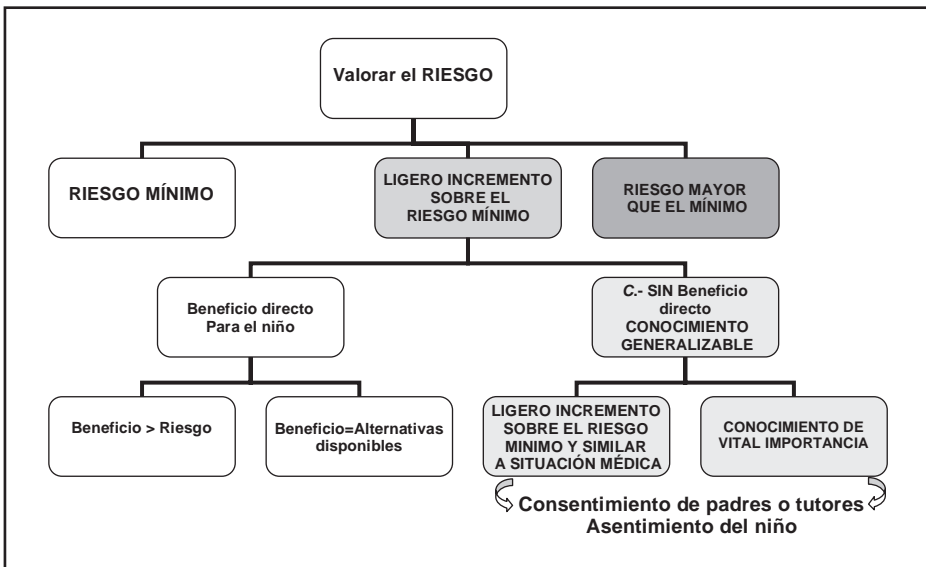 Valorar el RIESGO
RIESGO MÍNIMO
LIGERO INCREMENTO
SOBRE EL
RIESGO MÍNIMO
RIESGO MAYOR
QUE EL MÍNIMO
Beneficio directo
Para el niño
C.- SIN Beneficio
directo
CONOCIMIENTO
GENERALIZABLE
Beneficio > Riesgo
Beneficio=Alternativas
disponibles
LIGERO INCREMENTO
SOBRE EL RIESGO
MINIMO Y SIMILAR
A SITUACIÓN MÉDICA
CONOCIMIENTO DE
VITAL IMPORTANCIA
Consentimiento de padres o tutores
Asentimiento del niño